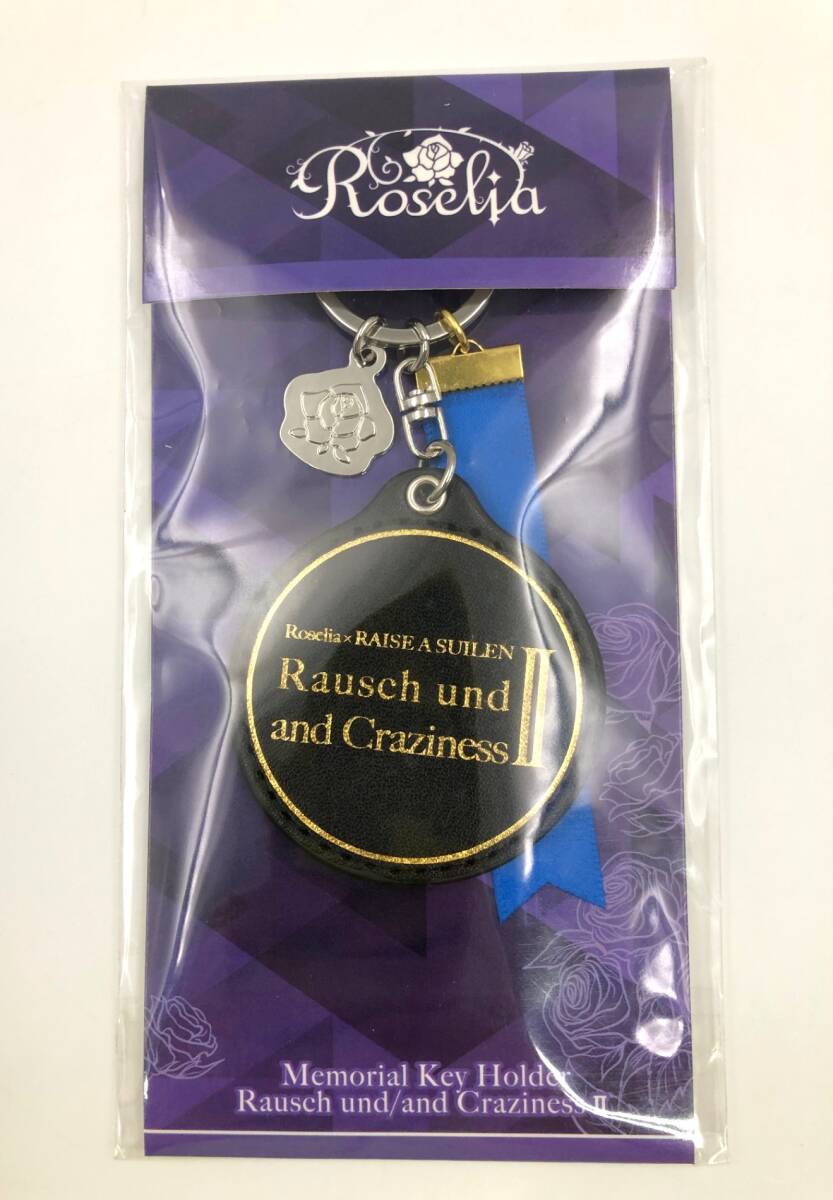 Roselia
Roselia×RAISE A SUILEN
Rausch und
and Craziness II
Memorial Key Holder
Rausch und/and Craziness II